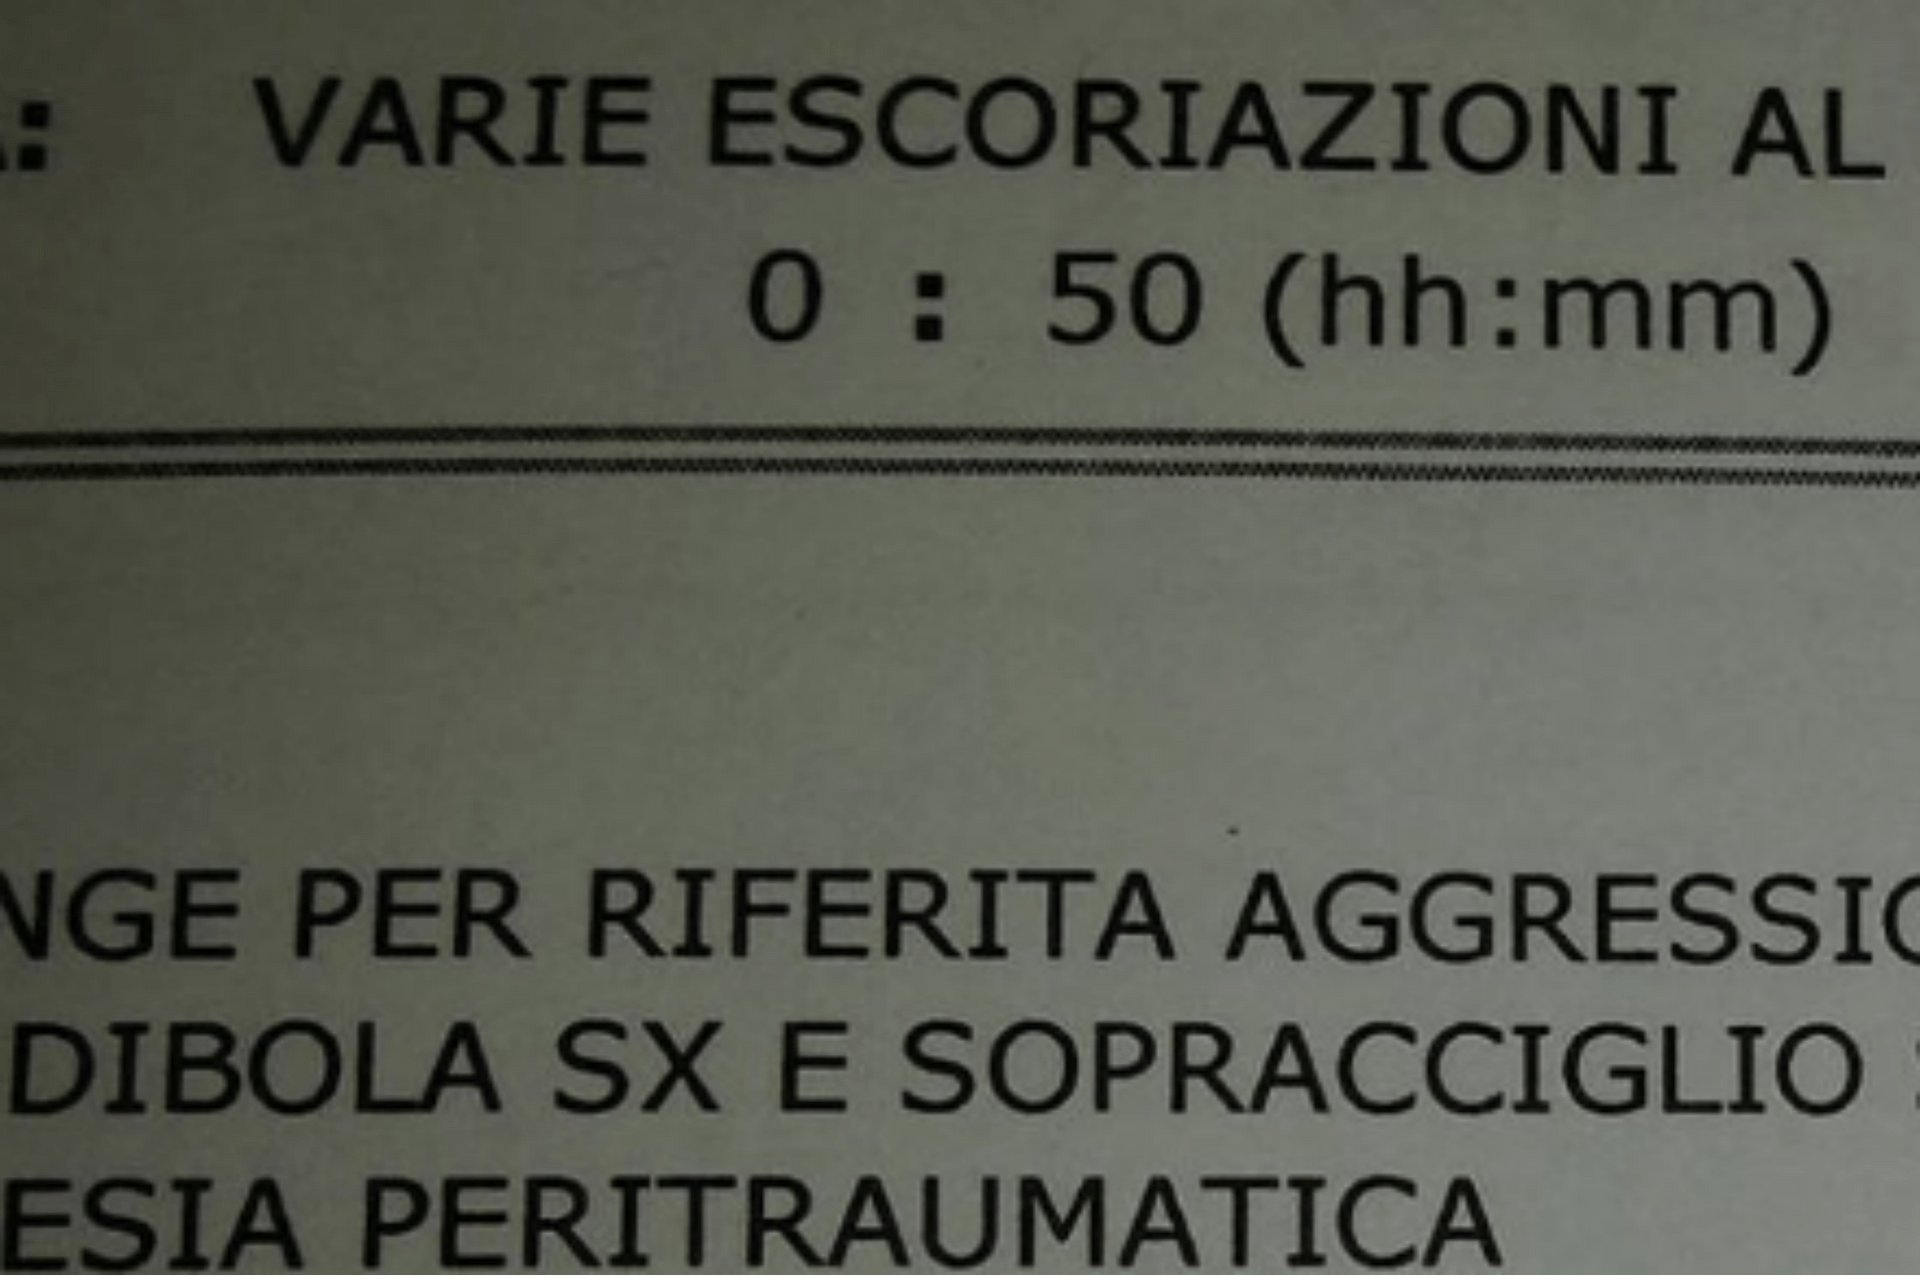 A: VARIE ESCORIAZIONI AL
0 : 50 (hh:mm)
NGE PER RIFERITA AGGRESSIO
DIBOLA SX E SOPRACCIGLIO
ESIA PERITRAUMATICA